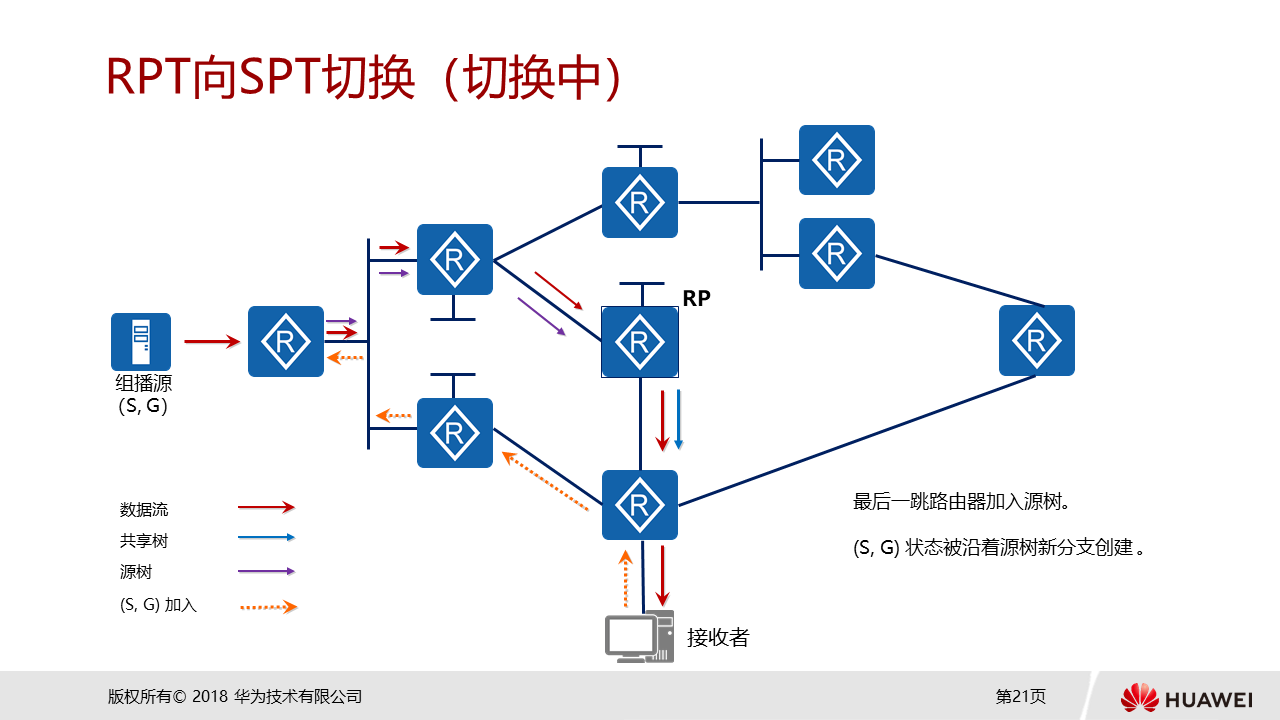 RPT向SPT切换（切换中）
R
R
R
R
RP
R
R
R
组播源
（S, G）
R
R
数据流
共享树
源树
(S, G) 加入
最后一跳路由器加入源树。
(S, G) 状态被沿着源树新分支创建 。
接收者
版权所有© 2018 华为技术有限公司
第21页
HUAWEI